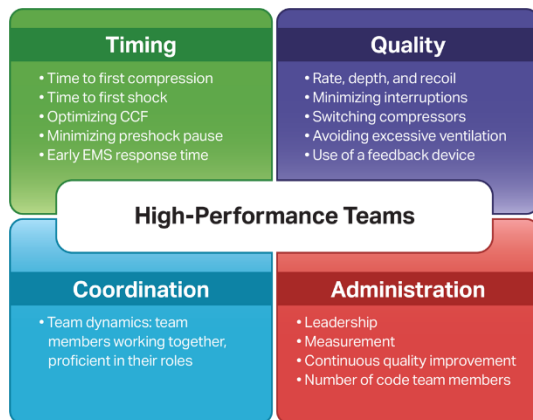 Timing
• Time to first compression
• Time to first shock
• Optimizing CCF
• Minimizing preshock pause
• Early EMS response time
Quality
• Rate, depth, and recoil
• Minimizing interruptions
• Switching compressors
• Avoiding excessive ventilation
• Use of a feedback device
High-Performance Teams
Coordination
• Team dynamics: team
members working together,
proficient in their roles
Administration
• Leadership
• Measurement
• Continuous quality improvement
• Number of code team members